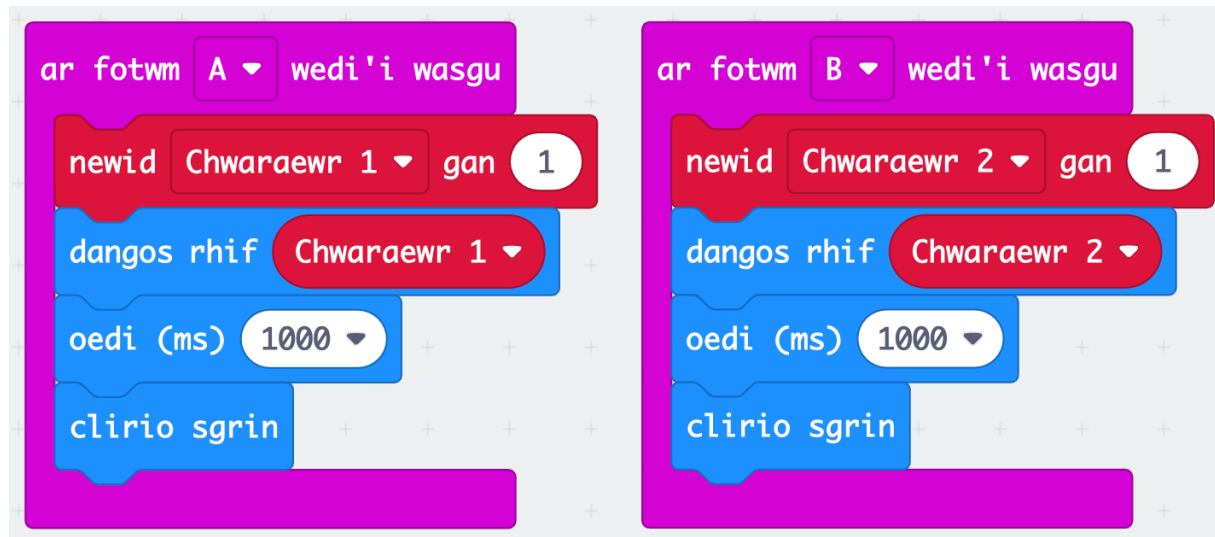 ar fotwm A wedi'i wasgu
newid Chwaraewr 1 gan 1
dangos rhif Chwaraewr 1
oedi (ms) 1000
clirio sgrin
ar fotwm B wedi'i wasgu
newid Chwaraewr 2 gan 1
dangos rhif Chwaraewr 2
oedi (ms) 1000
clirio sgrin